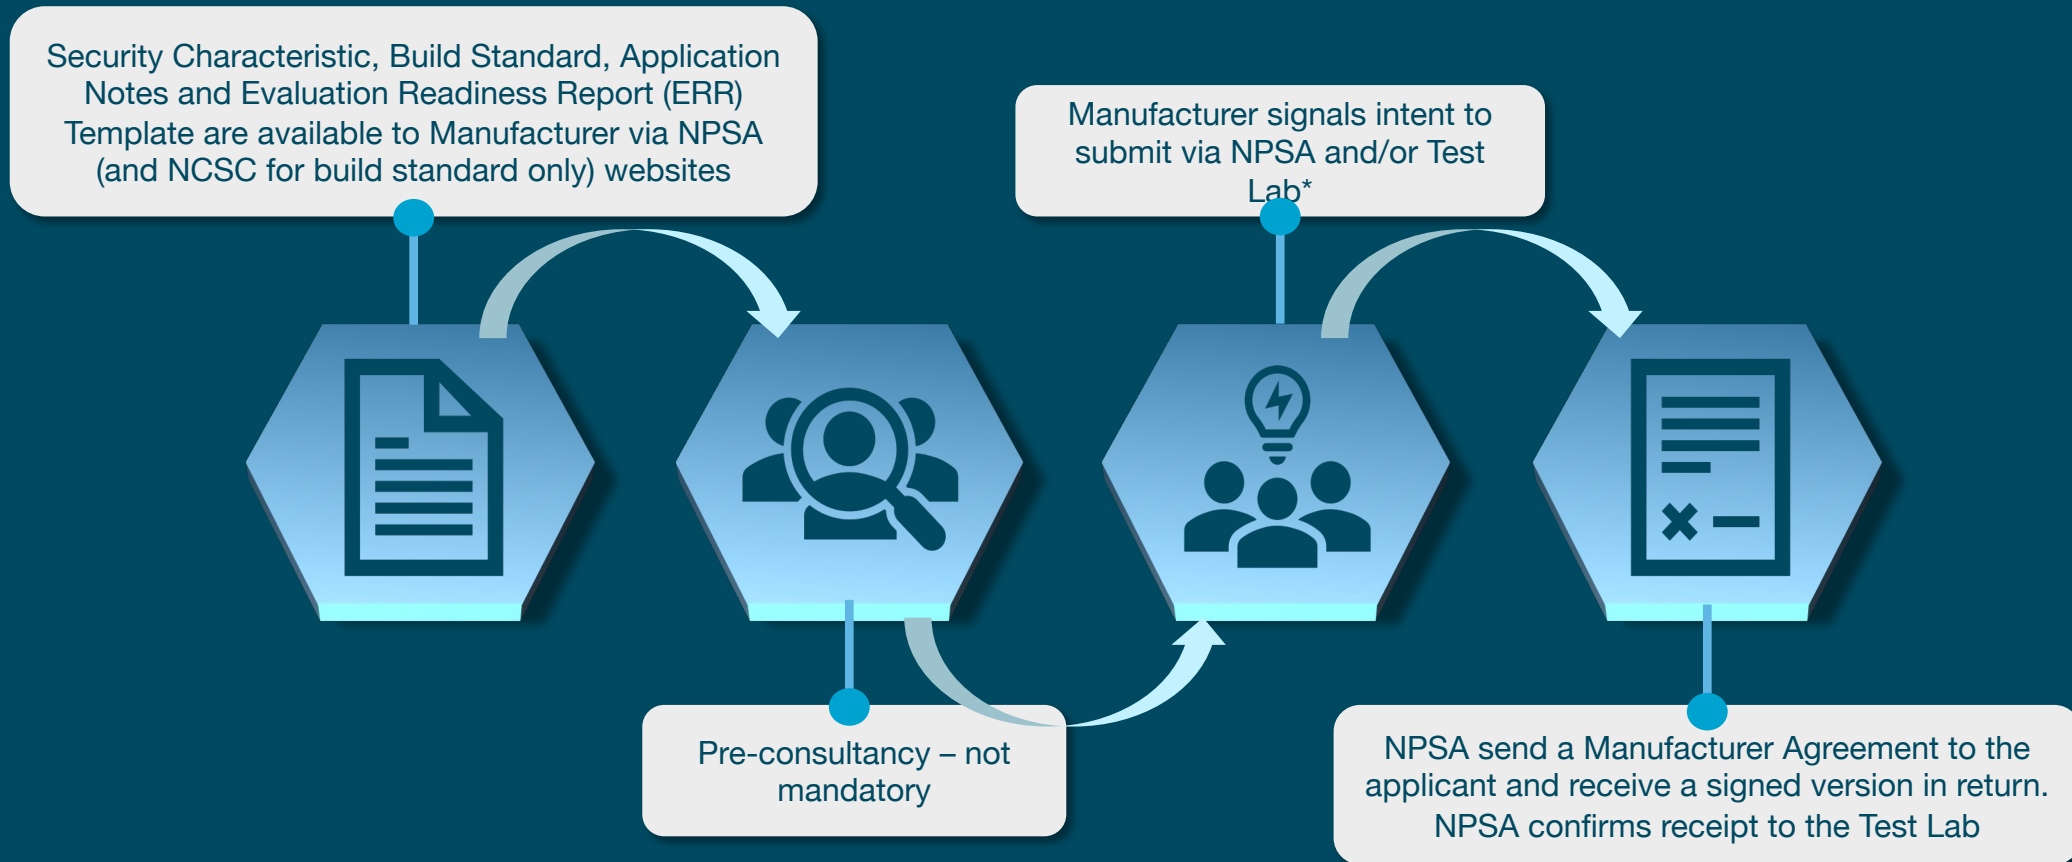 Security Characteristic, Build Standard, Application
Notes and Evaluation Readiness Report (ERR)
Template are available to Manufacturer via NPSA
(and NCSC for build standard only) websites
Pre-consultancy – not
mandatory
Manufacturer signals intent to
submit via NPSA and/or Test
Lab*
NPSA send a Manufacturer Agreement to the
applicant and receive a signed version in return.
NPSA confirms receipt to the Test Lab